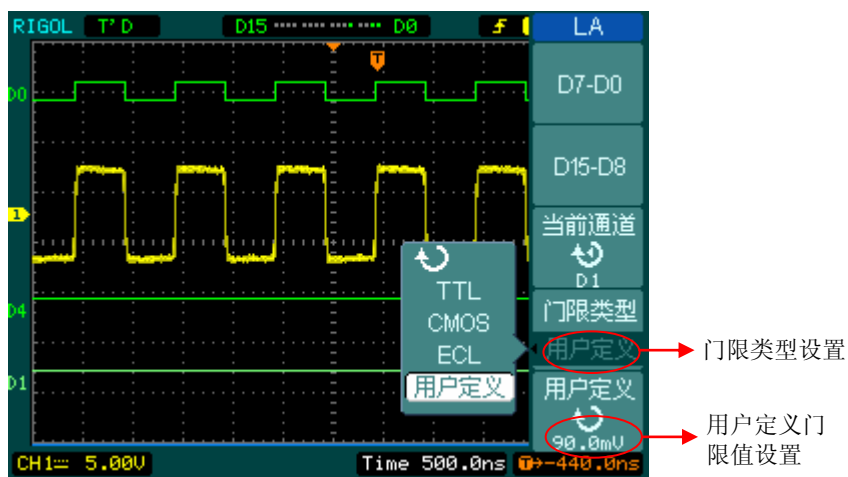 RIGOL T'D D15 D0 LA
D0
D7-D0
D15-D8
1
当前通道
D1
TTL
CMOS
ECL
用户定义
D4
D1
门限类型
用户定义
用户定义
90.0mV
门限类型设置
用户定义门
限值设置
CH1 5.00V Time 500.0ns T→-440.0ns
T